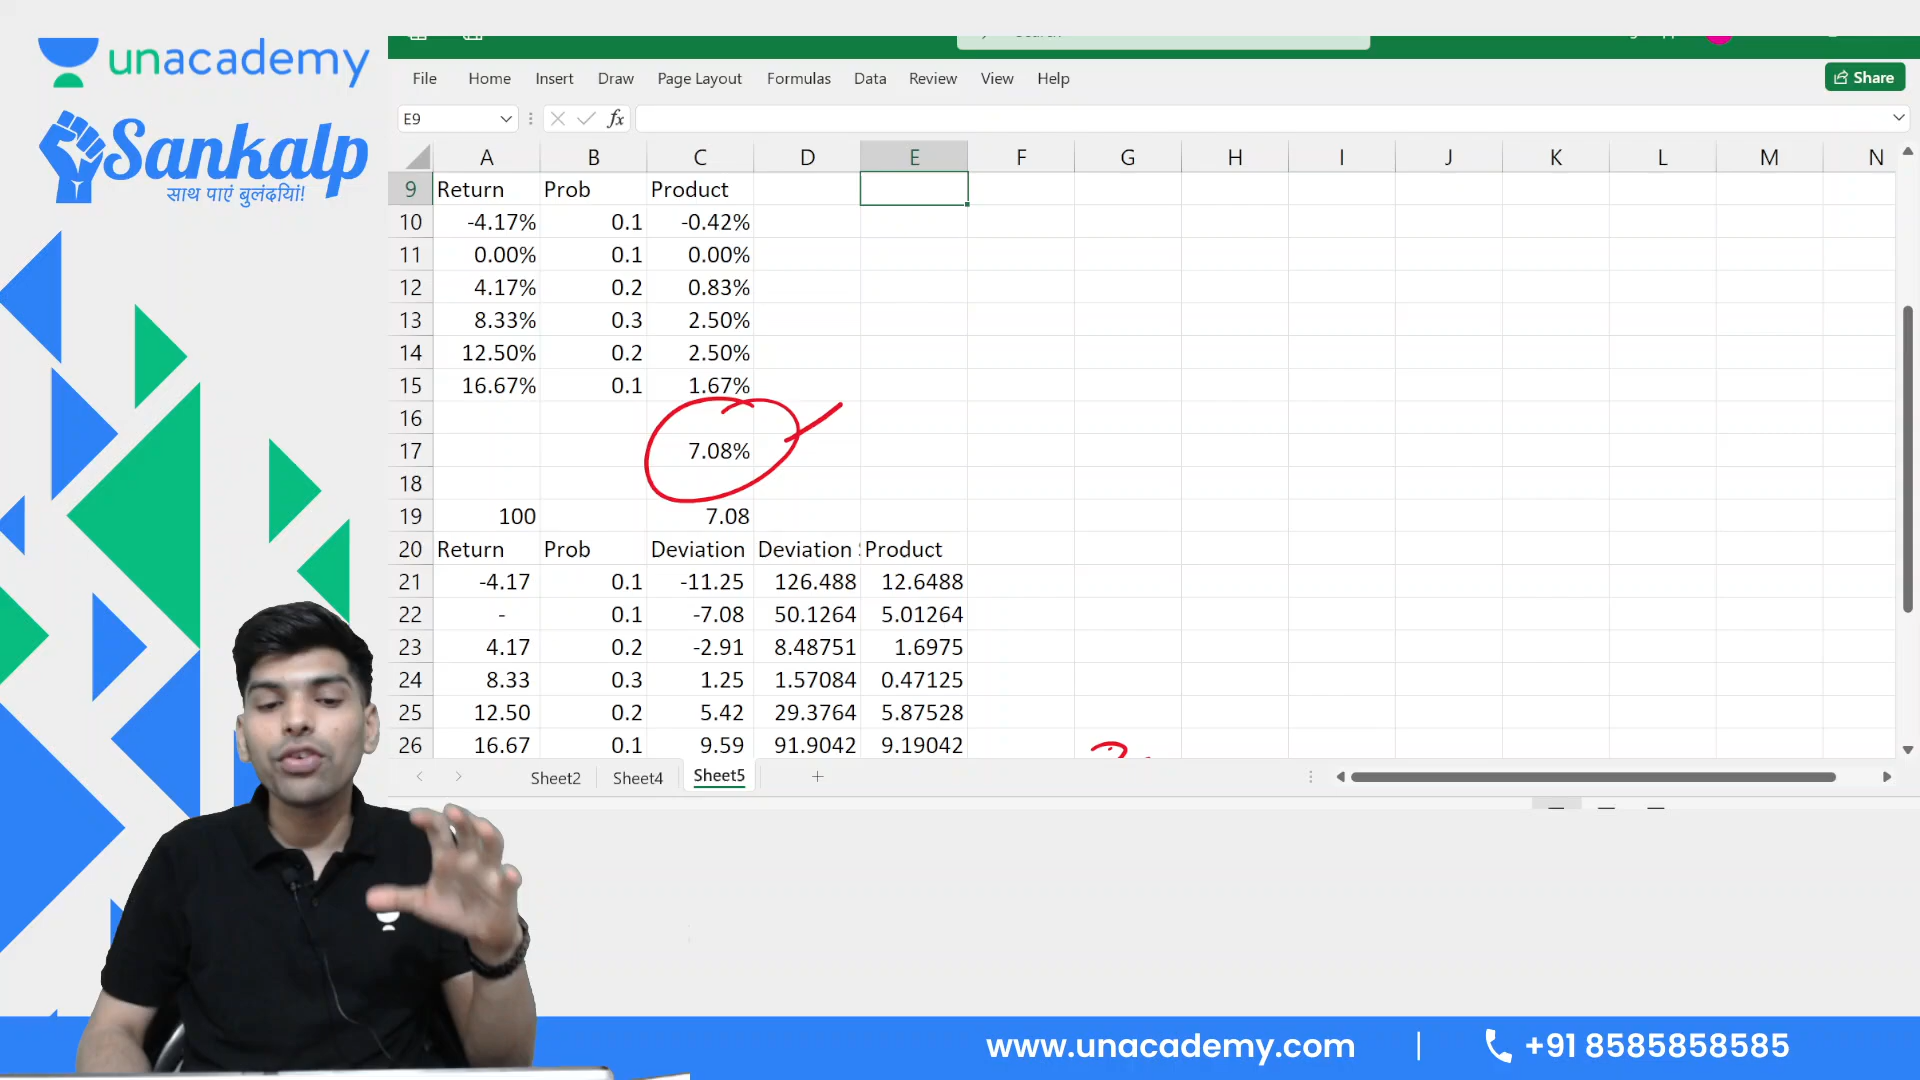 unacademy
Sankalp
साथ पाएं बुलंदियां!
File Home Insert Draw Page Layout Formulas Data Review View Help Share
E9 fx
A B C D E F G H I J K L M N
9 Return Prob Product
10 -4.17% 0.1 -0.42%
11 0.00% 0.1 0.00%
12 4.17% 0.2 0.83%
13 8.33% 0.3 2.50%
14 12.50% 0.2 2.50%
15 16.67% 0.1 1.67%
16
17 7.08%
18
19 100 7.08
20 Return Prob Deviation Deviation Product
21 -4.17 0.1 -11.25 126.488 12.6488
22 - 0.1 -7.08 50.1264 5.01264
23 4.17 0.2 -2.91 8.48751 1.6975
24 8.33 0.3 1.25 1.57084 0.47125
25 12.50 0.2 5.42 29.3764 5.87528
26 16.67 0.1 9.59 91.9042 9.19042
Sheet2 Sheet4 Sheet5
www.unacademy.com | +91 8585858585